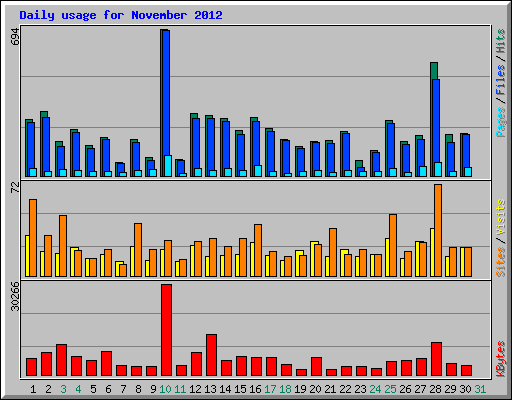 Daily usage for November 2012
694
Pages / Files / Hits
72
Sites / Visits
30266
KBytes
1 2 3 4 5 6 7 8 9 10 11 12 13 14 15 16 17 18 19 20 21 22 23 24 25 26 27 28 29 30 31